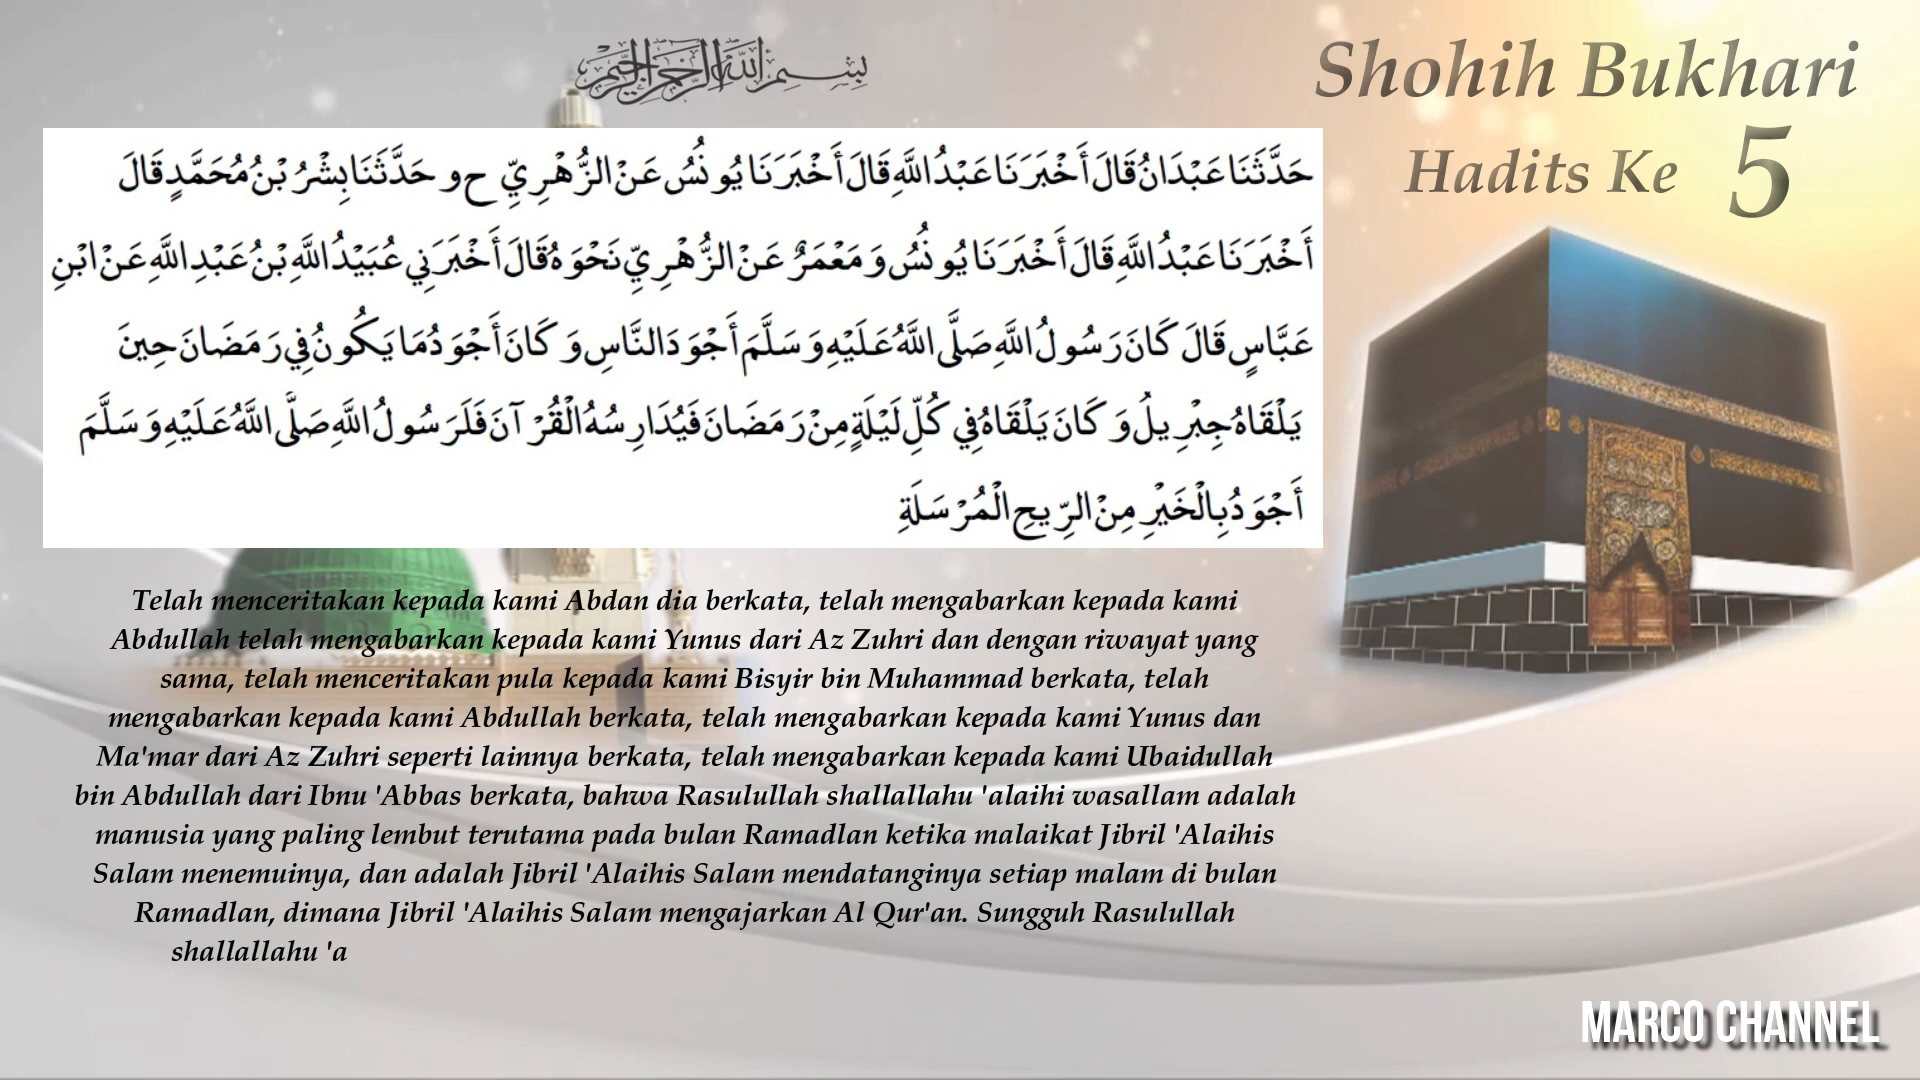 بسم الله الرحمن الرحيم
Shohih Bukhari
Hadits Ke 5
حَدَّثَنَا عَبْدَانُ قَالَ أَخْبَرَنَا عَبْدُ اللَّهِ قَالَ أَخْبَرَنَا يُونُسُ عَنْ الزُّهْرِيِّ ح و حَدَّثَنَا بِشْرُ بْنُ مُحَمَّدٍ قَالَ
أَخْبَرَنَا عَبْدُ اللَّهِ قَالَ أَخْبَرَنَا يُونُسُ وَمَعْمَرٌ عَنْ الزُّهْرِيِّ نَحْوَهُ قَالَ أَخْبَرَنِي عُبَيْدُ اللَّهِ بْنُ عَبْدِ اللَّهِ عَنْ ابْنِ
عَبَّاسٍ قَالَ كَانَ رَسُولُ اللَّهِ صَلَّى اللَّهُ عَلَيْهِ وَسَلَّمَ أَجْوَدَ النَّاسِ وَكَانَ أَجْوَدُ مَا يَكُونُ فِي رَمَضَانَ حِينَ
يَلْقَاهُ جِبْرِيلُ وَكَانَ يَلْقَاهُ فِي كُلِّ لَيْلَةٍ مِنْ رَمَضَانَ فَيُدَارِسُهُ الْقُرْآنَ فَلَرَسُولُ اللَّهِ صَلَّى اللَّهُ عَلَيْهِ وَسَلَّمَ
أَجْوَدُ بِالْخَيْرِ مِنْ الرِّيحِ الْمُرْسَلَةِ
Telah menceritakan kepada kami Abdan dia berkata, telah mengabarkan kepada kami
Abdullah telah mengabarkan kepada kami Yunus dari Az Zuhri dan dengan riwayat yang
sama, telah menceritakan pula kepada kami Bisyir bin Muhammad berkata, telah
mengabarkan kepada kami Abdullah berkata, telah mengabarkan kepada kami Yunus dan
Ma'mar dari Az Zuhri seperti lainnya berkata, telah mengabarkan kepada kami Ubaidullah
bin Abdullah dari Ibnu 'Abbas berkata, bahwa Rasulullah shallallahu 'alaihi wasallam adalah
manusia yang paling lembut terutama pada bulan Ramadlan ketika malaikat Jibril 'Alaihis
Salam menemuinya, dan adalah Jibril 'Alaihis Salam mendatanginya setiap malam di bulan
Ramadlan, dimana Jibril 'Alaihis Salam mengajarkan Al Qur'an. Sungguh Rasulullah
shallallahu 'a
MARCO CHANNEL